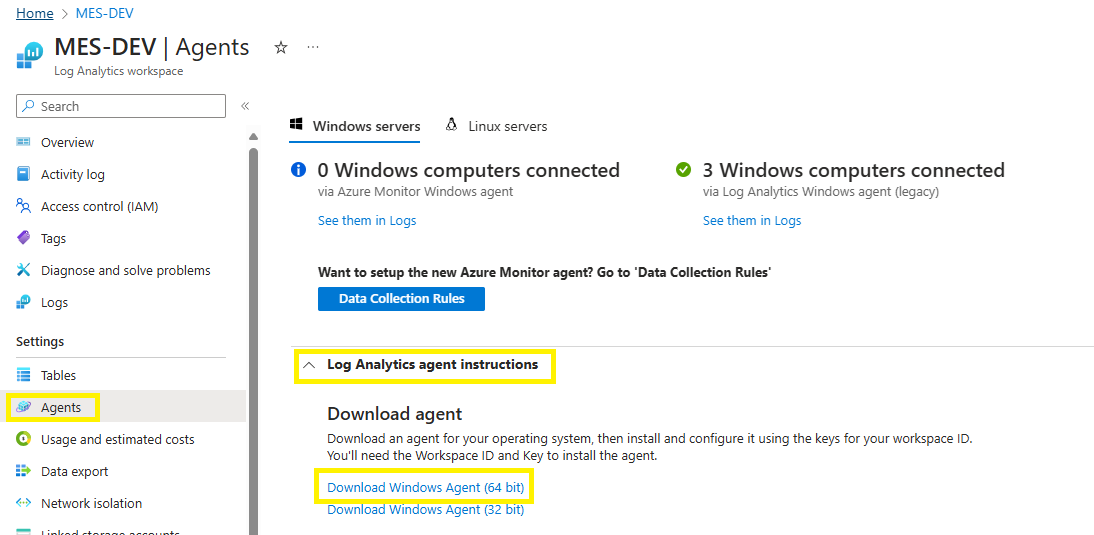 Home > MES-DEV
MES-DEV | Agents
Log Analytics workspace
Search
Overview
Activity log
Access control (IAM)
Tags
Diagnose and solve problems
Logs
Settings
Tables
Agents
Usage and estimated costs
Data export
Network isolation
Linked storage accounts
Windows servers
Linux servers
0 Windows computers connected
via Azure Monitor Windows agent
See them in Logs
3 Windows computers connected
via Log Analytics Windows agent (legacy)
See them in Logs
Want to setup the new Azure Monitor agent? Go to 'Data Collection Rules'
Data Collection Rules
Log Analytics agent instructions
Download agent
Download an agent for your operating system, then install and configure it using the keys for your workspace ID.
You'll need the Workspace ID and Key to install the agent.
Download Windows Agent (64 bit)
Download Windows Agent (32 bit)